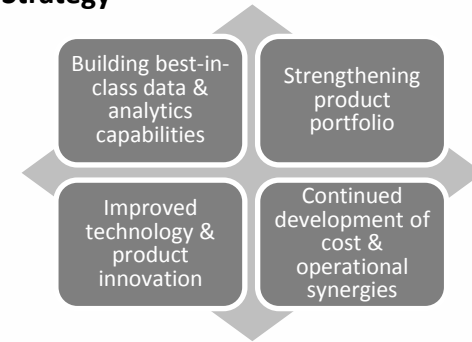 Strategy
Building best-in-
class data &
analytics
capabilities
Strengthening
product
portfolio
Improved
technology &
product
innovation
Continued
development of
cost &
operational
synergies